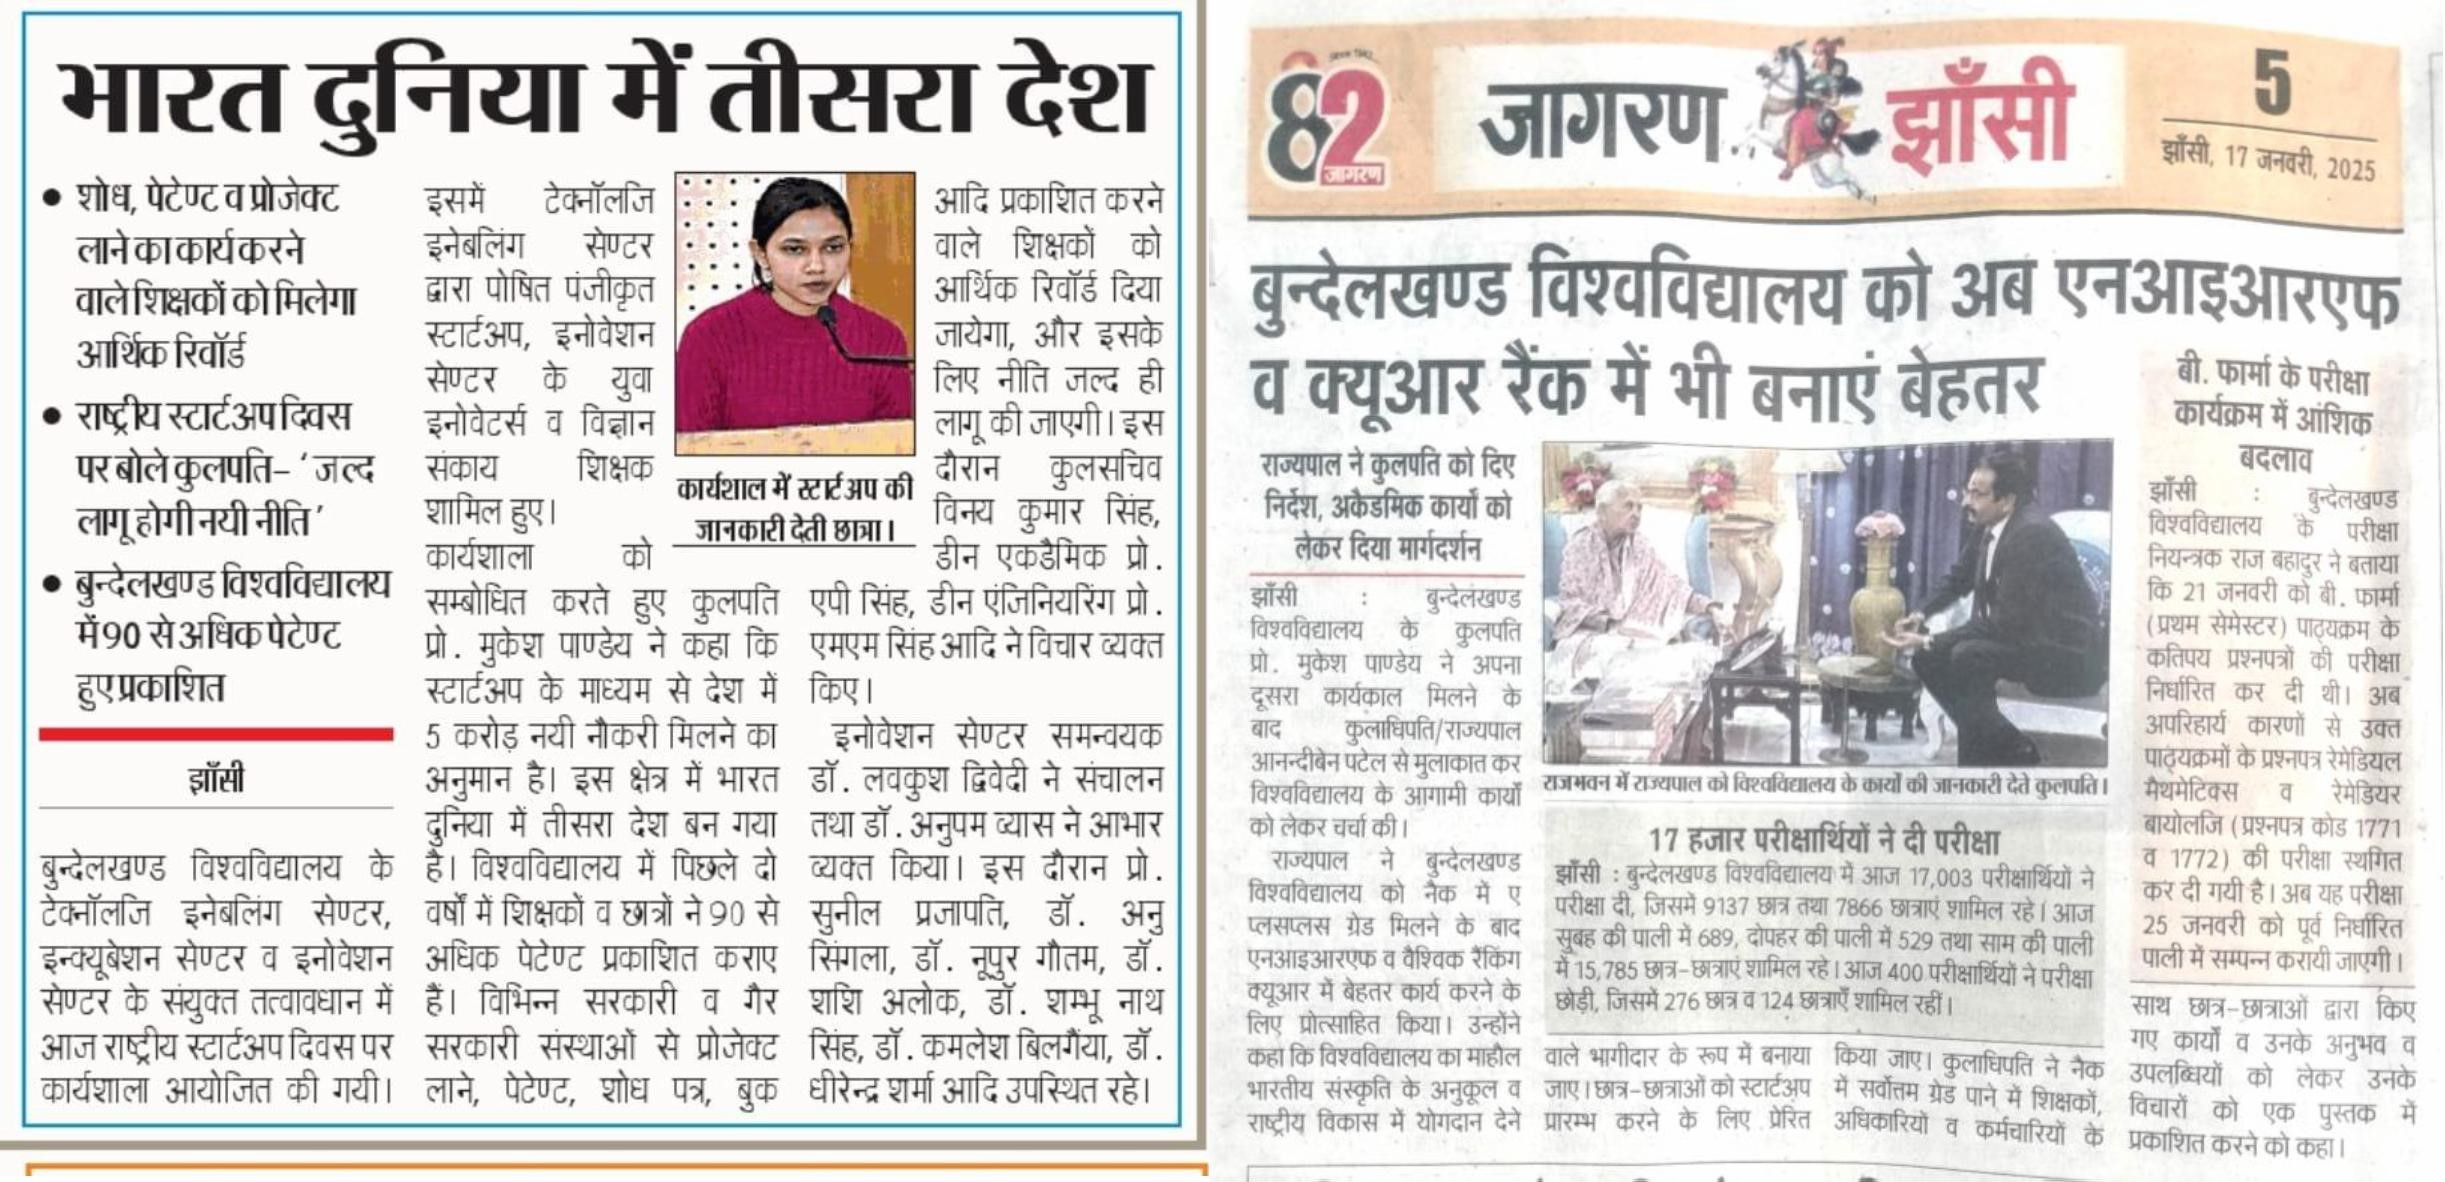 भारत दुनिया में तीसरा देश
• शोध, पेटेण्ट व प्रोजेक्ट
लाने का कार्य करने
वाले शिक्षकों को मिलेगा
आर्थिक रिवॉर्ड
• राष्ट्रीय स्टार्टअप दिवस
पर बोले कुलपति- ' जल्द
लागू होगी नयी नीति '
• बुन्देलखण्ड विश्वविद्यालय
में 90 से अधिक पेटेण्ट
हुए प्रकाशित
झाँसी
बुन्देलखण्ड विश्वविद्यालय के
टेक्नॉलजि इनेबलिंग सेण्टर,
इन्क्यूबेशन सेण्टर व इनोवेशन
सेण्टर के संयुक्त तत्वावधान में
आज राष्ट्रीय स्टार्टअप दिवस पर
कार्यशाला आयोजित की गयी।
इसमें टेक्नॉलजि
इनेबलिंग सेण्टर
द्वारा पोषित पंजीकृत
स्टार्टअप, इनोवेशन
सेण्टर के युवा
इनोवेटर्स व विज्ञान
संकाय शिक्षक
शामिल हुए।
कार्यशाला को
सम्बोधित करते हुए कुलपति
प्रो. मुकेश पाण्डेय ने कहा कि
स्टार्टअप के माध्यम से देश में
5 करोड़ नयी नौकरी मिलने का
अनुमान है। इस क्षेत्र में भारत
दुनिया में तीसरा देश बन गया
है। विश्वविद्यालय में पिछले दो
वर्षों में शिक्षकों व छात्रों ने 90 से
अधिक पेटेण्ट प्रकाशित कराए
हैं। विभिन्न सरकारी व गैर
सरकारी संस्थाओं से प्रोजेक्ट
लाने, पेटेण्ट, शोध पत्र, बुक
कार्यशाल में स्टार्टअप की
जानकारी देती छात्रा।
आदि प्रकाशित करने
वाले शिक्षकों को
आर्थिक रिवॉर्ड दिया
जायेगा, और इसके
लिए नीति जल्द ही
लागू की जाएगी। इस
दौरान कुलसचिव
विनय कुमार सिंह,
डीन एकडैमिक प्रो.
एपी सिंह, डीन एंजिनियरिंग प्रो.
एमएम सिंह आदि ने विचार व्यक्त
किए।
इनोवेशन सेण्टर समन्वयक
डॉ. लवकुश द्विवेदी ने संचालन
तथा डॉ. अनुपम व्यास ने आभार
व्यक्त किया। इस दौरान प्रो.
सुनील प्रजापति, डॉ. अनु
सिंगला, डॉ. नूपुर गौतम, डॉ.
शशि अलोक, डॉ. शम्भू नाथ
सिंह, डॉ. कमलेश बिलगैंया, डॉ.
धीरेन्द्र शर्मा आदि उपस्थित रहे।
82
जागरण
जागरण झाँसी
5
झाँसी, 17 जनवरी, 2025
बुन्देलखण्ड विश्वविद्यालय को अब एनआइआरएफ
व क्यूआर रैंक में भी बनाएं बेहतर
राज्यपाल ने कुलपति को दिए
निर्देश, अकैडमिक कार्यों को
लेकर दिया मार्गदर्शन
झाँसी : बुन्देलखण्ड
विश्वविद्यालय के कुलपति
प्रो. मुकेश पाण्डेय ने अपना
दूसरा कार्यकाल मिलने के
बाद कुलाधिपति/राज्यपाल
आनन्दीबेन पटेल से मुलाकात कर
विश्वविद्यालय के आगामी कार्यों
को लेकर चर्चा की।
राज्यपाल ने बुन्देलखण्ड
विश्वविद्यालय को नैक में ए
प्लसप्लस ग्रेड मिलने के बाद
एनआइआरएफ व वैश्विक रैंकिंग
क्यूआर में बेहतर कार्य करने के
लिए प्रोत्साहित किया। उन्होंने
कहा कि विश्वविद्यालय का माहौल
भारतीय संस्कृति के अनुकूल व
राष्ट्रीय विकास में योगदान देने
राजभवन में राज्यपाल को विश्वविद्यालय के कार्यों की जानकारी देते कुलपति।
17 हजार परीक्षार्थियों ने दी परीक्षा
झाँसी : बुन्देलखण्ड विश्वविद्यालय में आज 17,003 परीक्षार्थियों ने
परीक्षा दी, जिसमें 9137 छात्र तथा 7866 छात्राएं शामिल रहे। आज
सुबह की पाली में 689, दोपहर की पाली में 529 तथा साम की पाली
में 15,785 छात्र-छात्राएं शामिल रहे। आज 400 परीक्षार्थियों ने परीक्षा
छोड़ी, जिसमें 276 छात्र व 124 छात्राएँ शामिल रहीं।
वाले भागीदार के रूप में बनाया
जाए। छात्र-छात्राओं को स्टार्टअप
प्रारम्भ करने के लिए प्रेरित
किया जाए। कुलाधिपति ने नैक
में सर्वोत्तम ग्रेड पाने में शिक्षकों,
अधिकारियों व कर्मचारियों के
बी. फार्मा के परीक्षा
कार्यक्रम में आंशिक
बदलाव
झाँसी : बुन्देलखण्ड
विश्वविद्यालय के परीक्षा
नियन्त्रक राज बहादुर ने बताया
कि 21 जनवरी को बी. फार्मा
(प्रथम सेमेस्टर) पाठ्यक्रम के
कतिपय प्रश्नपत्रों की परीक्षा
निर्धारित कर दी थी। अब
अपरिहार्य कारणों से उक्त
पाठ्यक्रमों के प्रश्नपत्र रेमेडियल
मैथमेटिक्स व रेमेडियर
बायोलजि (प्रश्नपत्र कोड 1771
व 1772) की परीक्षा स्थगित
कर दी गयी है। अब यह परीक्षा
25 जनवरी को पूर्व निर्धारित
पाली में सम्पन्न करायी जाएगी।
साथ छात्र-छात्राओं द्वारा किए
गए कार्यों व उनके अनुभव व
उपलब्धियों को लेकर उनके
विचारों को एक पुस्तक में
प्रकाशित करने को कहा।